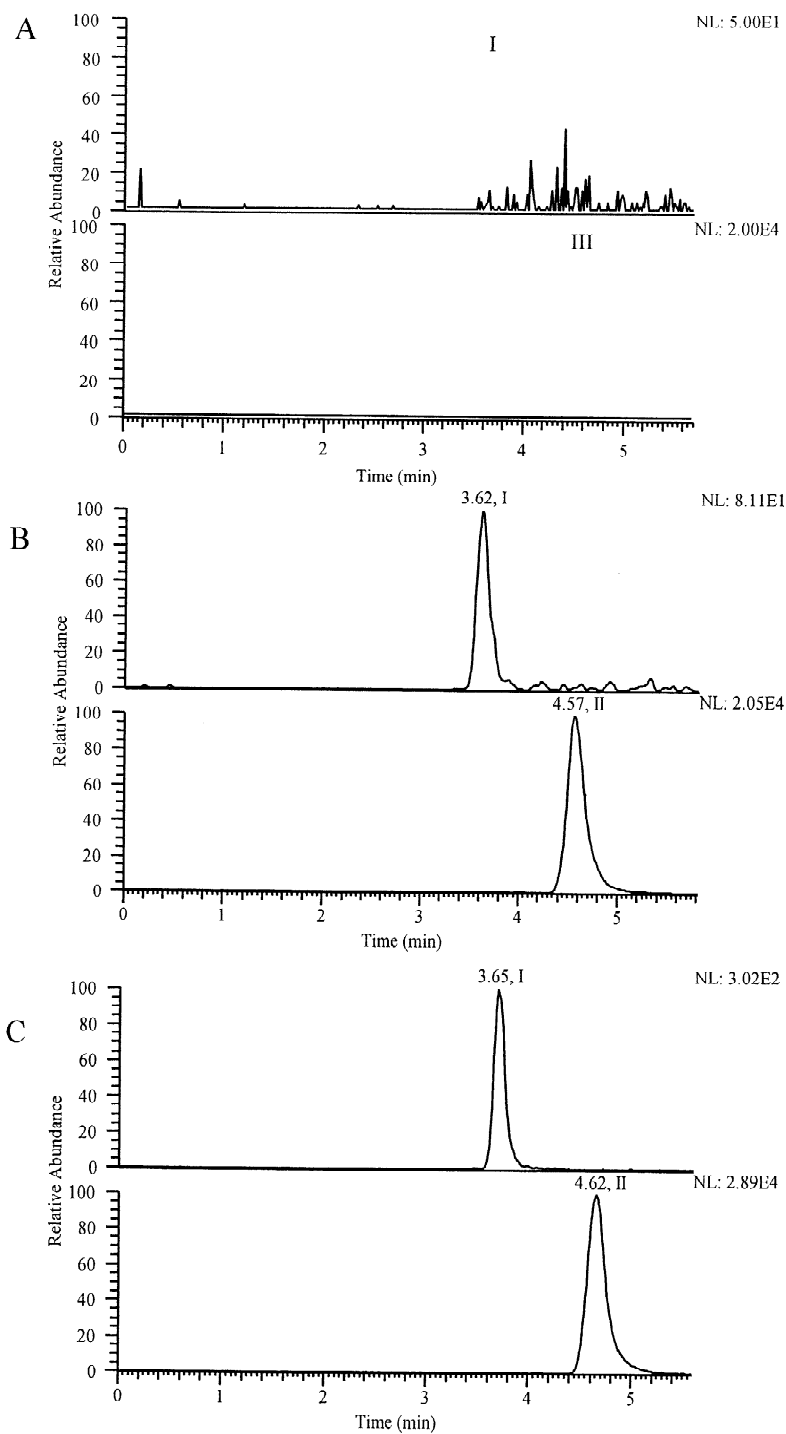 A
NL: 5.00E1
I
100
80
60
40
20
0
Relative Abundance
NL: 2.00E4
III
100
80
60
40
20
0
0 1 2 3 4 5
Time (min)
B
3.62, I
NL: 8.11E1
100
80
60
40
20
0
Relative Abundance
4.57, II
NL: 2.05E4
100
80
60
40
20
0
0 1 2 3 4 5
Time (min)
C
3.65, I
NL: 3.02E2
100
80
60
40
20
0
Relative Abundance
4.62, II
NL: 2.89E4
100
80
60
40
20
0
0 1 2 3 4 5
Time (min)